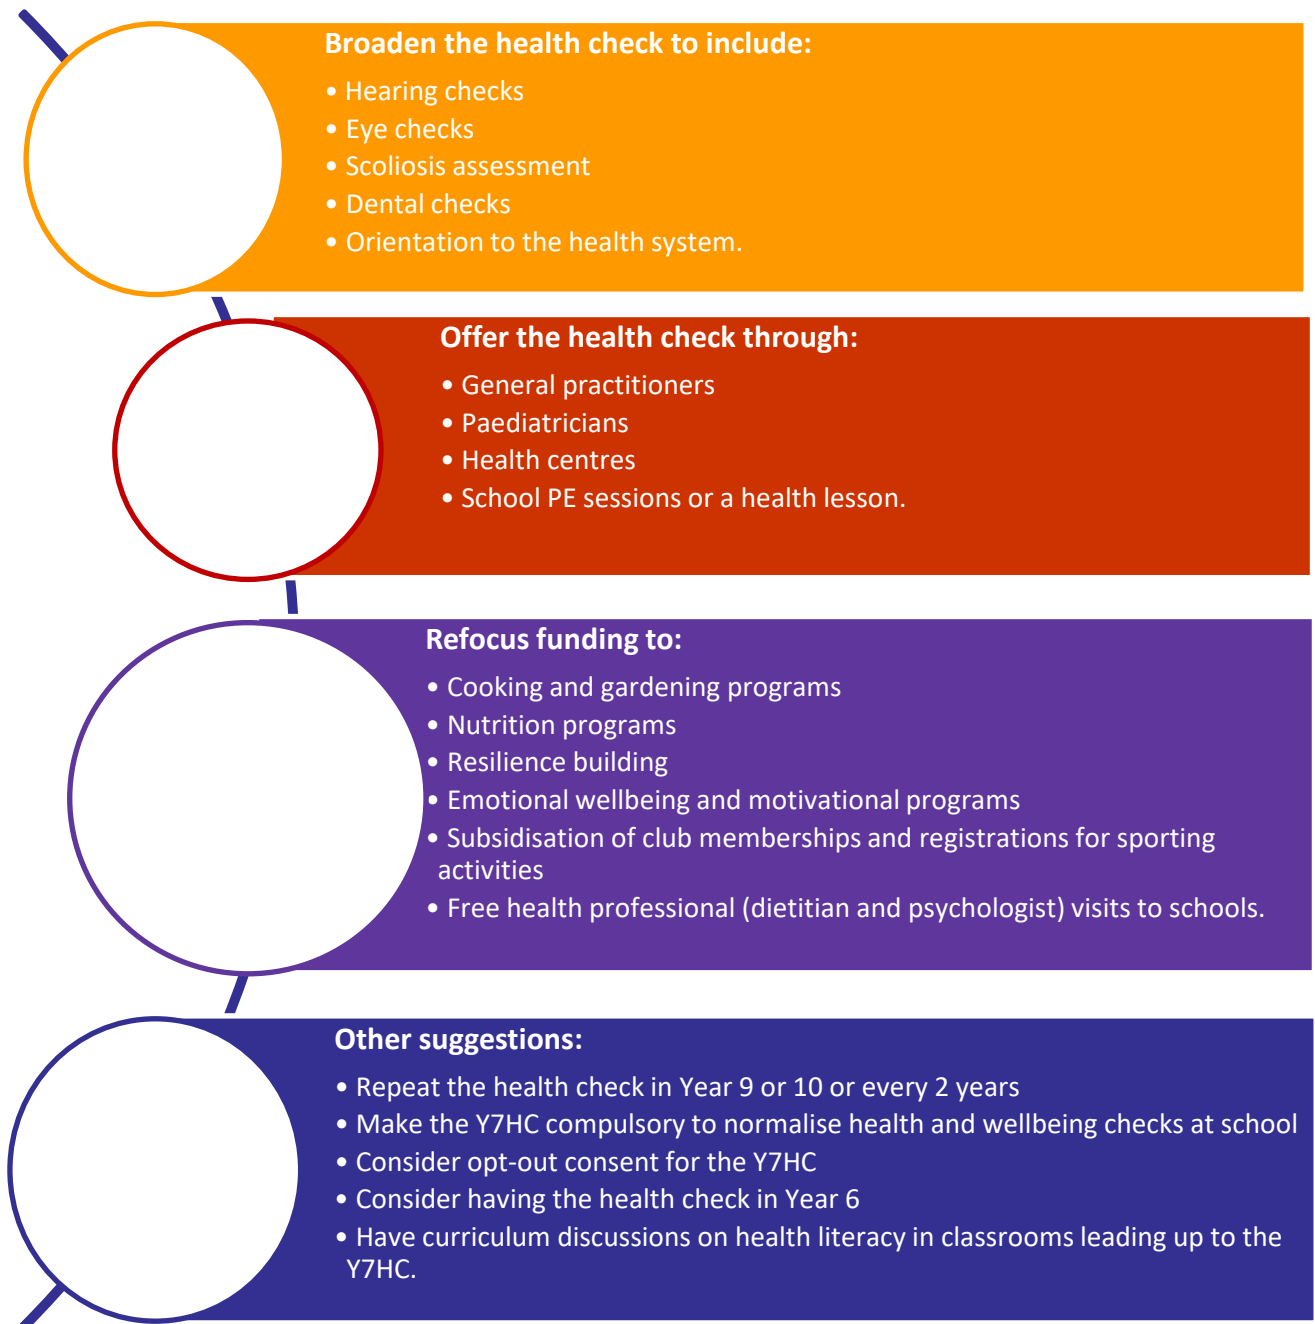 Broaden the health check to include:
• Hearing checks
• Eye checks
• Scoliosis assessment
• Dental checks
• Orientation to the health system.
Offer the health check through:
• General practitioners
• Paediatricians
• Health centres
• School PE sessions or a health lesson.
Refocus funding to:
• Cooking and gardening programs
• Nutrition programs
• Resilience building
• Emotional wellbeing and motivational programs
• Subsidisation of club memberships and registrations for sporting
activities
• Free health professional (dietitian and psychologist) visits to schools.
Other suggestions:
• Repeat the health check in Year 9 or 10 or every 2 years
• Make the Y7HC compulsory to normalise health and wellbeing checks at school
• Consider opt-out consent for the Y7HC
• Consider having the health check in Year 6
• Have curriculum discussions on health literacy in classrooms leading up to the
Y7HC.